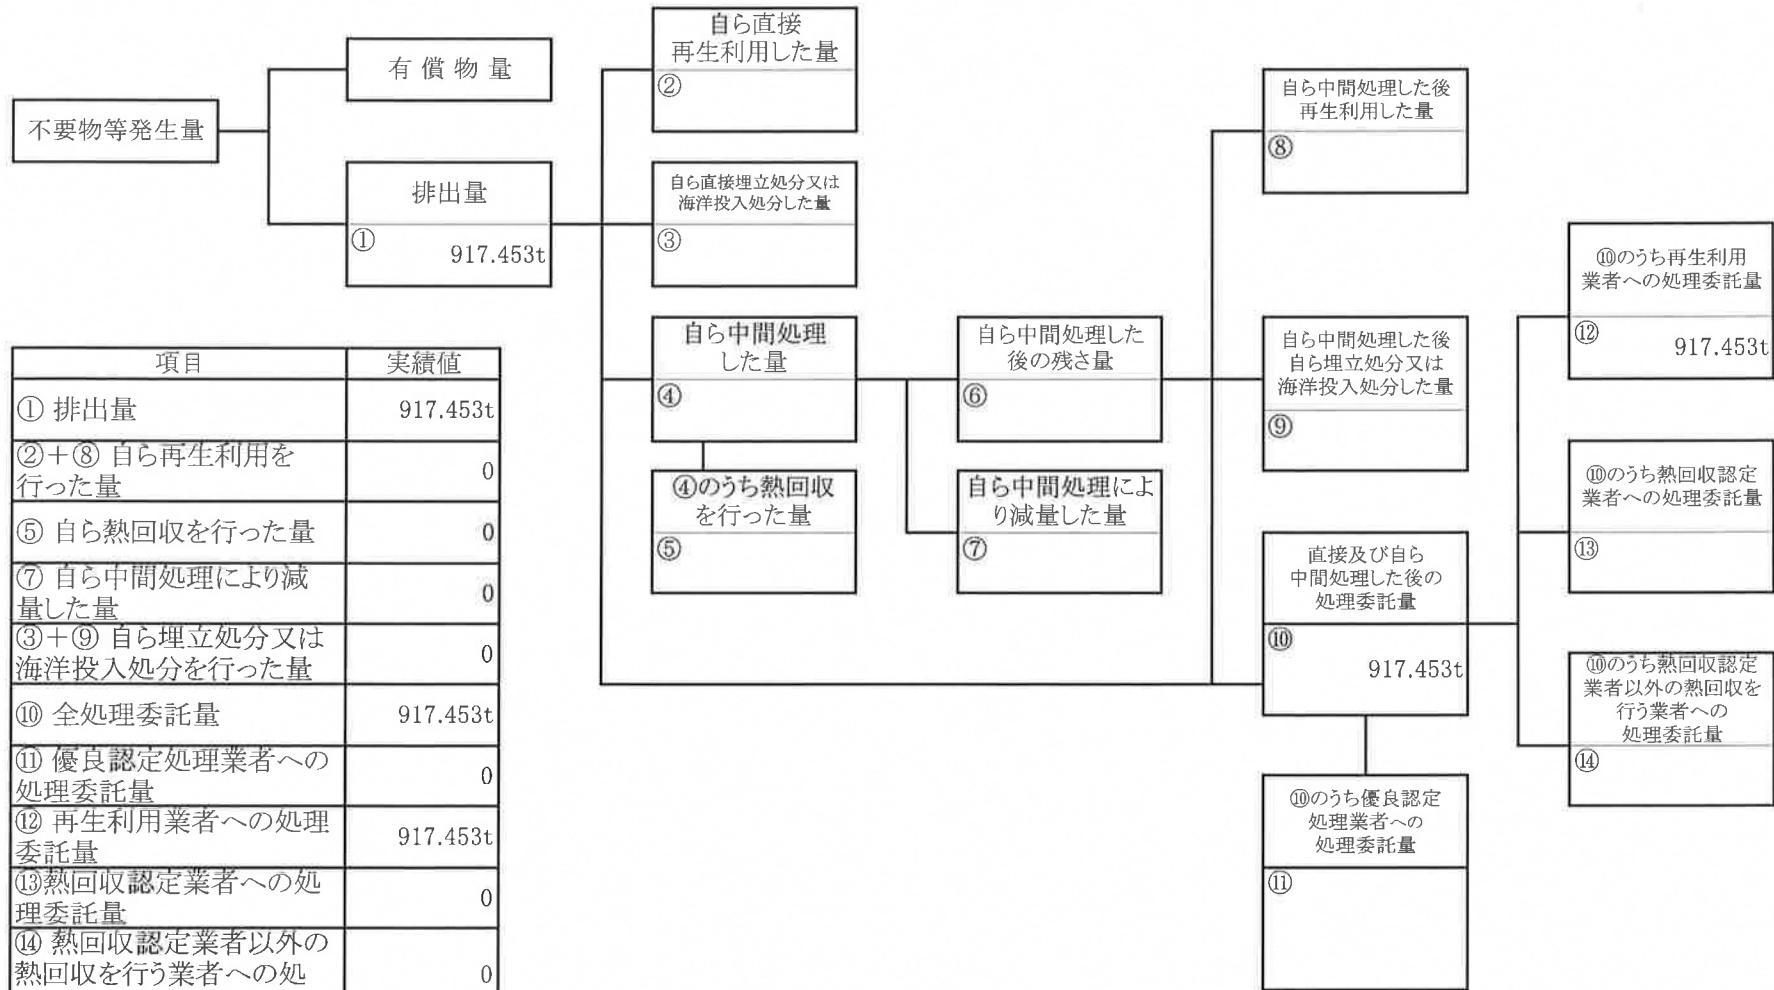 不要物等発生量
有償物量
排出量
①
917.453t
自ら直接
再生利用した量
②
自ら直接埋立処分又は
海洋投入処分した量
③
自ら中間処理
した量
④
④のうち熱回収
を行った量
⑤
自ら中間処理した
後の残さ量
⑥
自ら中間処理によ
り減量した量
⑦
自ら中間処理した後
再生利用した量
⑧
自ら中間処理した後
自ら埋立処分又は
海洋投入処分した量
⑨
直接及び自ら
中間処理した後の
処理委託量
⑩
917.453t
⑩のうち優良認定
処理業者への
処理委託量
⑪
⑩のうち再生利用
業者への処理委託量
⑫
917.453t
⑩のうち熱回収認定
業者への処理委託量
⑬
⑩のうち熱回収認定
業者以外の熱回収を
行う業者への
処理委託量
⑭
項目 実績値
① 排出量 917.453t
②+⑧ 自ら再生利用を
行った量 0
⑤ 自ら熱回収を行った量 0
⑦ 自ら中間処理により減
量した量 0
③+⑨ 自ら埋立処分又は
海洋投入処分を行った量 0
⑩ 全処理委託量 917.453t
⑪ 優良認定処理業者への
処理委託量 0
⑫ 再生利用業者への処理
委託量 917.453t
⑬熱回収認定業者への処
理委託量 0
⑭ 熱回収認定業者以外の
熱回収を行う業者への処 0